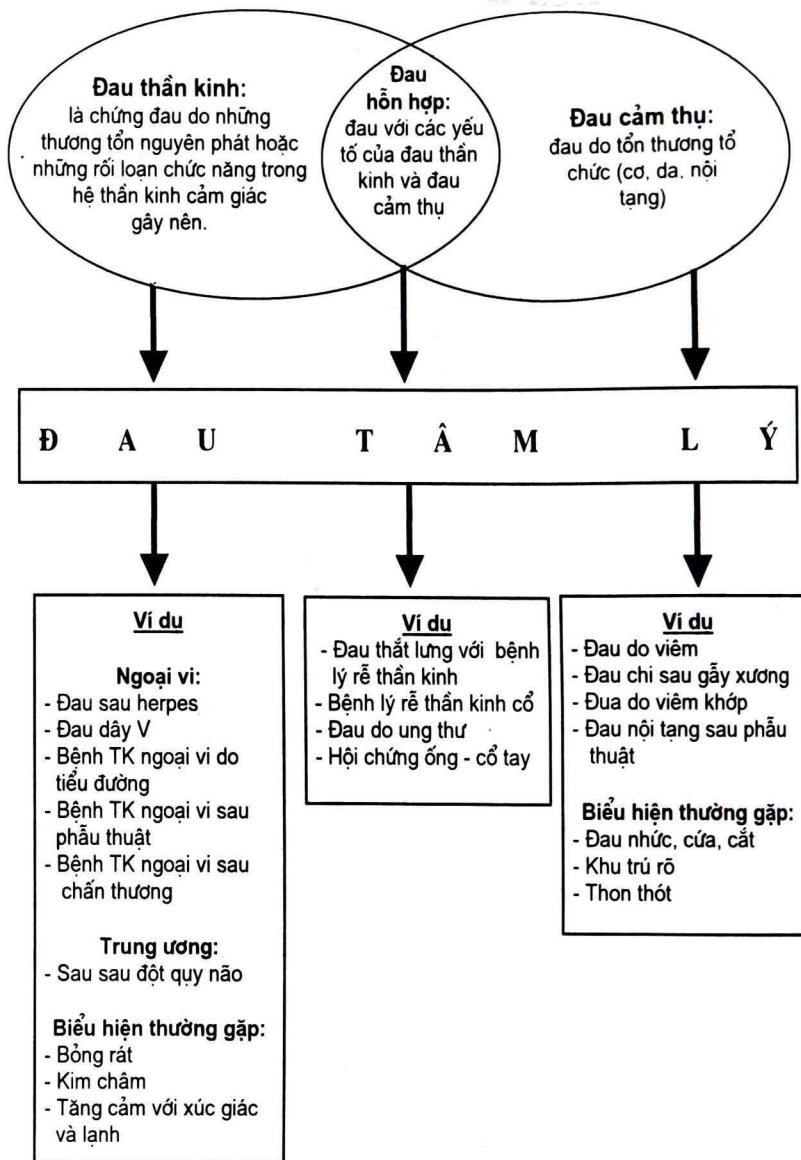 Đau thần kinh:
là chứng đau do những
thương tổn nguyên phát hoặc
những rối loạn chức năng trong
hệ thần kinh cảm giác
gây nên.
Đau
hỗn hợp:
đau với các yếu
tố của đau thần
kinh và đau
cảm thụ
Đau cảm thụ:
đau do tổn thương tổ
chức (cơ, da, nội
tạng)
Đ A U T Â M L Ý
Ví dụ
Ngoại vi:
- Đau sau herpes
- Đau dây V
- Bệnh TK ngoại vi do
tiểu đường
- Bệnh TK ngoại vi sau
phẫu thuật
- Bệnh TK ngoại vi sau
chấn thương
Trung ương:
- Sau sau đột quỵ não
Biểu hiện thường gặp:
- Bỏng rát
- Kim châm
- Tăng cảm với xúc giác
và lạnh
Ví dụ
- Đau thắt lưng với bệnh
lý rễ thần kinh
- Bệnh lý rễ thần kinh cổ
- Đau do ung thư
- Hội chứng ống - cổ tay
Ví dụ
- Đau do viêm
- Đau chi sau gẫy xương
- Đua do viêm khớp
- Đau nội tạng sau phẫu
thuật
Biểu hiện thường gặp:
- Đau nhức, cứa, cắt
- Khu trú rõ
- Thon thót